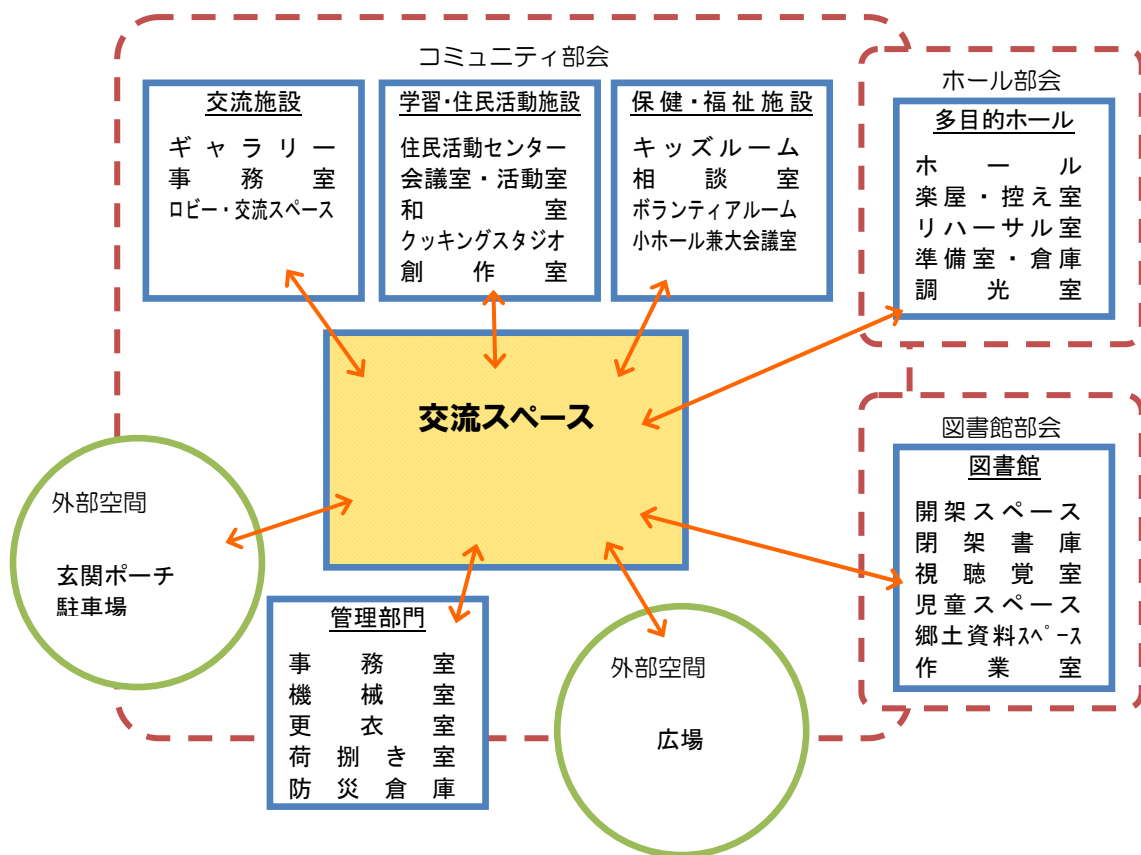 コミュニティ部会
交流施設
ギャラリー
事務室
ロビー・交流スペース
学習・住民活動施設
住民活動センター
会議室・活動室
和室
クッキングスタジオ
創作室
保健・福祉施設
キッズルーム
相談室
ボランティアルーム
小ホール兼大会議室
ホール部会
多目的ホール
ホール
楽屋・控え室
リハーサル室
準備室・倉庫
調光室
交流スペース
図書館部会
図書館
開架スペース
閉架書庫
視聴覚室
児童スペース
郷土資料ｽﾍﾟｰｽ
作業室
外部空間
玄関ポーチ
駐車場
管理部門
事務室
機械室
更衣室
荷捌き室
防災倉庫
外部空間
広場